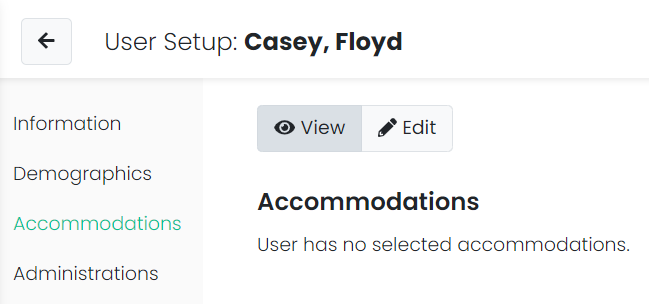 User Setup: Casey, Floyd
Information
Demographics
Accommodations
Administrations
View
Edit
Accommodations
User has no selected accommodations.